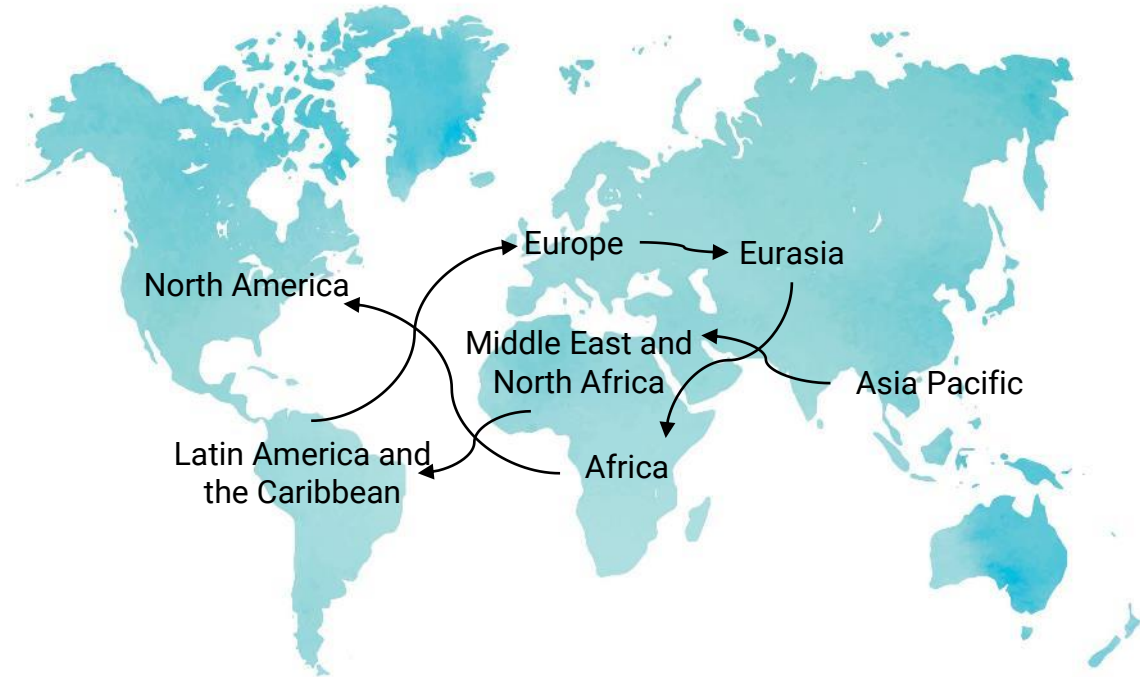 Europe
Eurasia
North America
Middle East and
North Africa
Asia Pacific
Latin America and
the Caribbean
Africa